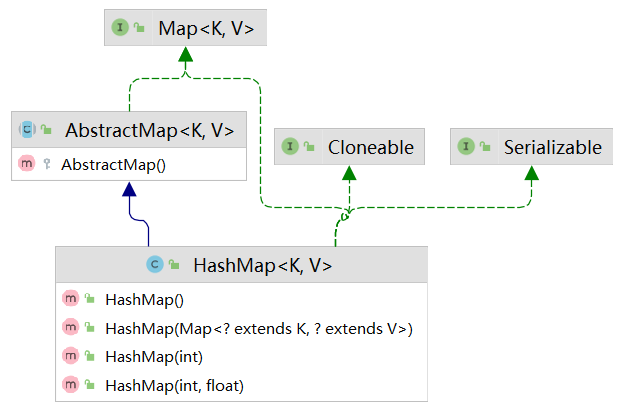 I Map<K, V>
C AbstractMap<K, V>
m AbstractMap()
I Cloneable
I Serializable
C HashMap<K, V>
m HashMap()
m HashMap(Map<? extends K, ? extends V>)
m HashMap(int)
m HashMap(int, float)